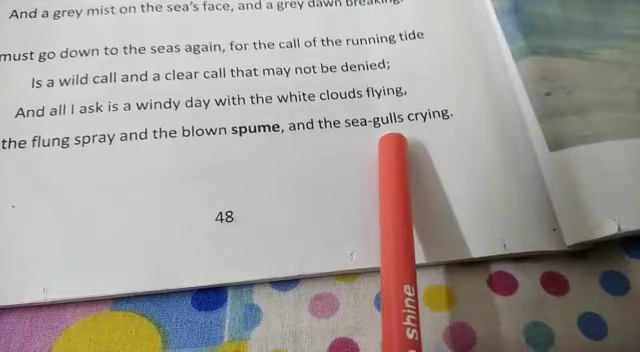 And a grey mist on the sea's face, and a grey dawn breaking.
must go down to the seas again, for the call of the running tide
Is a wild call and a clear call that may not be denied;
And all I ask is a windy day with the white clouds flying,
the flung spray and the blown spume, and the sea-gulls crying.
48
shine